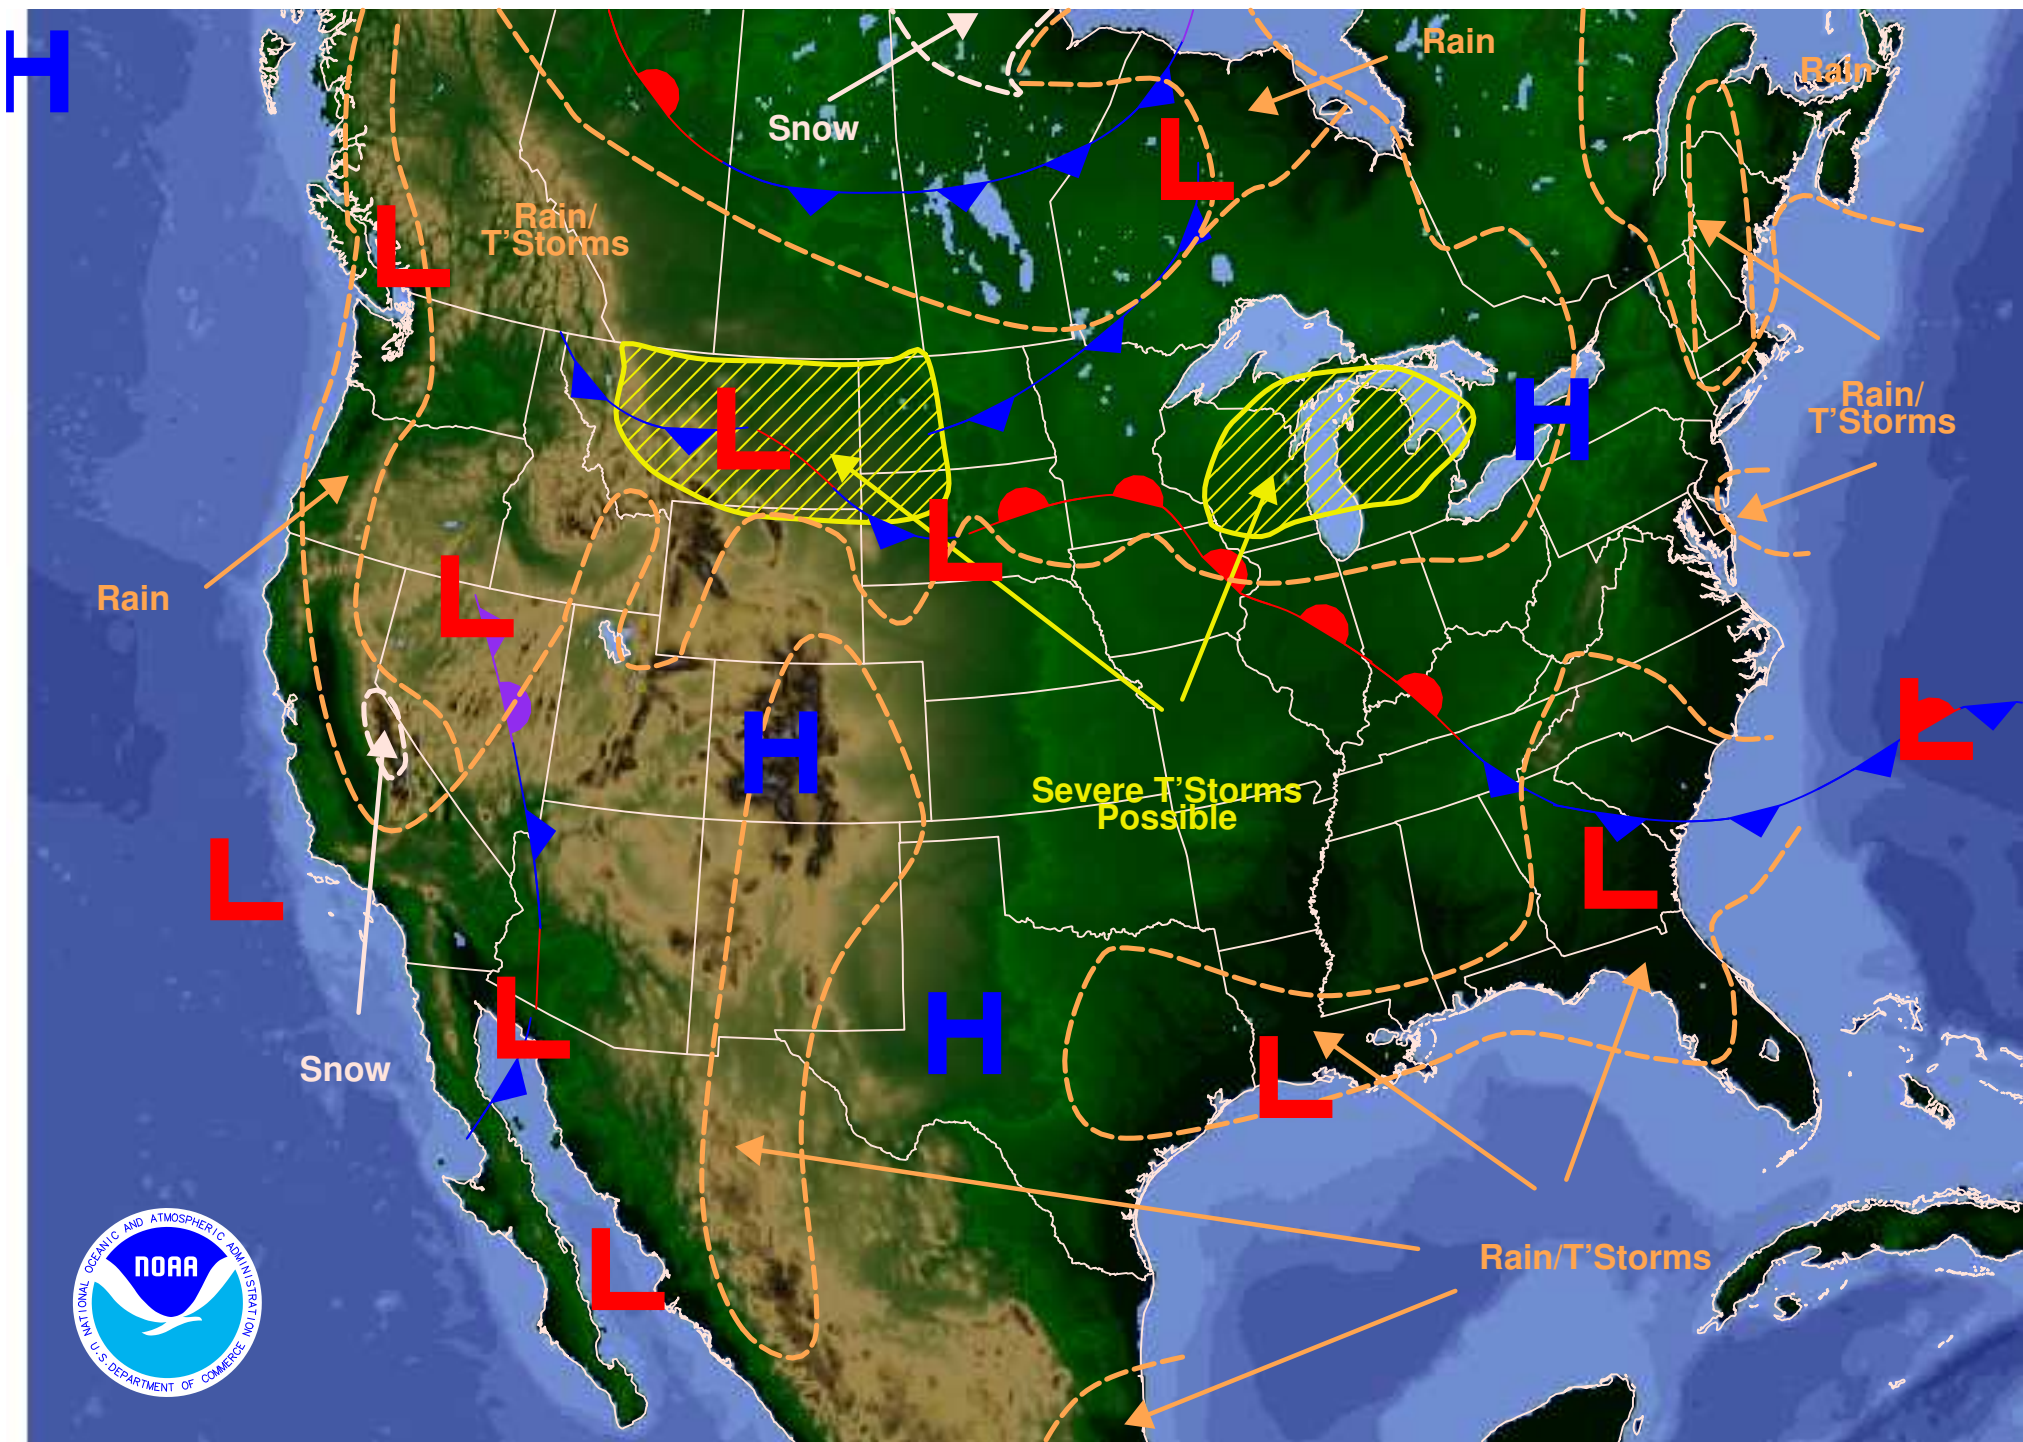 H
Rain
Rain
Snow
L
L
Rain/
T'Storms
L
H
Rain/
T'Storms
L
Rain
L
L
H
Severe T'Storms
Possible
L
L
L
L
H
Snow
L
Rain/T'Storms
L
NATIONAL OCEANIC AND ATMOSPHERIC ADMINISTRATION
NOAA
U.S. DEPARTMENT OF COMMERCE